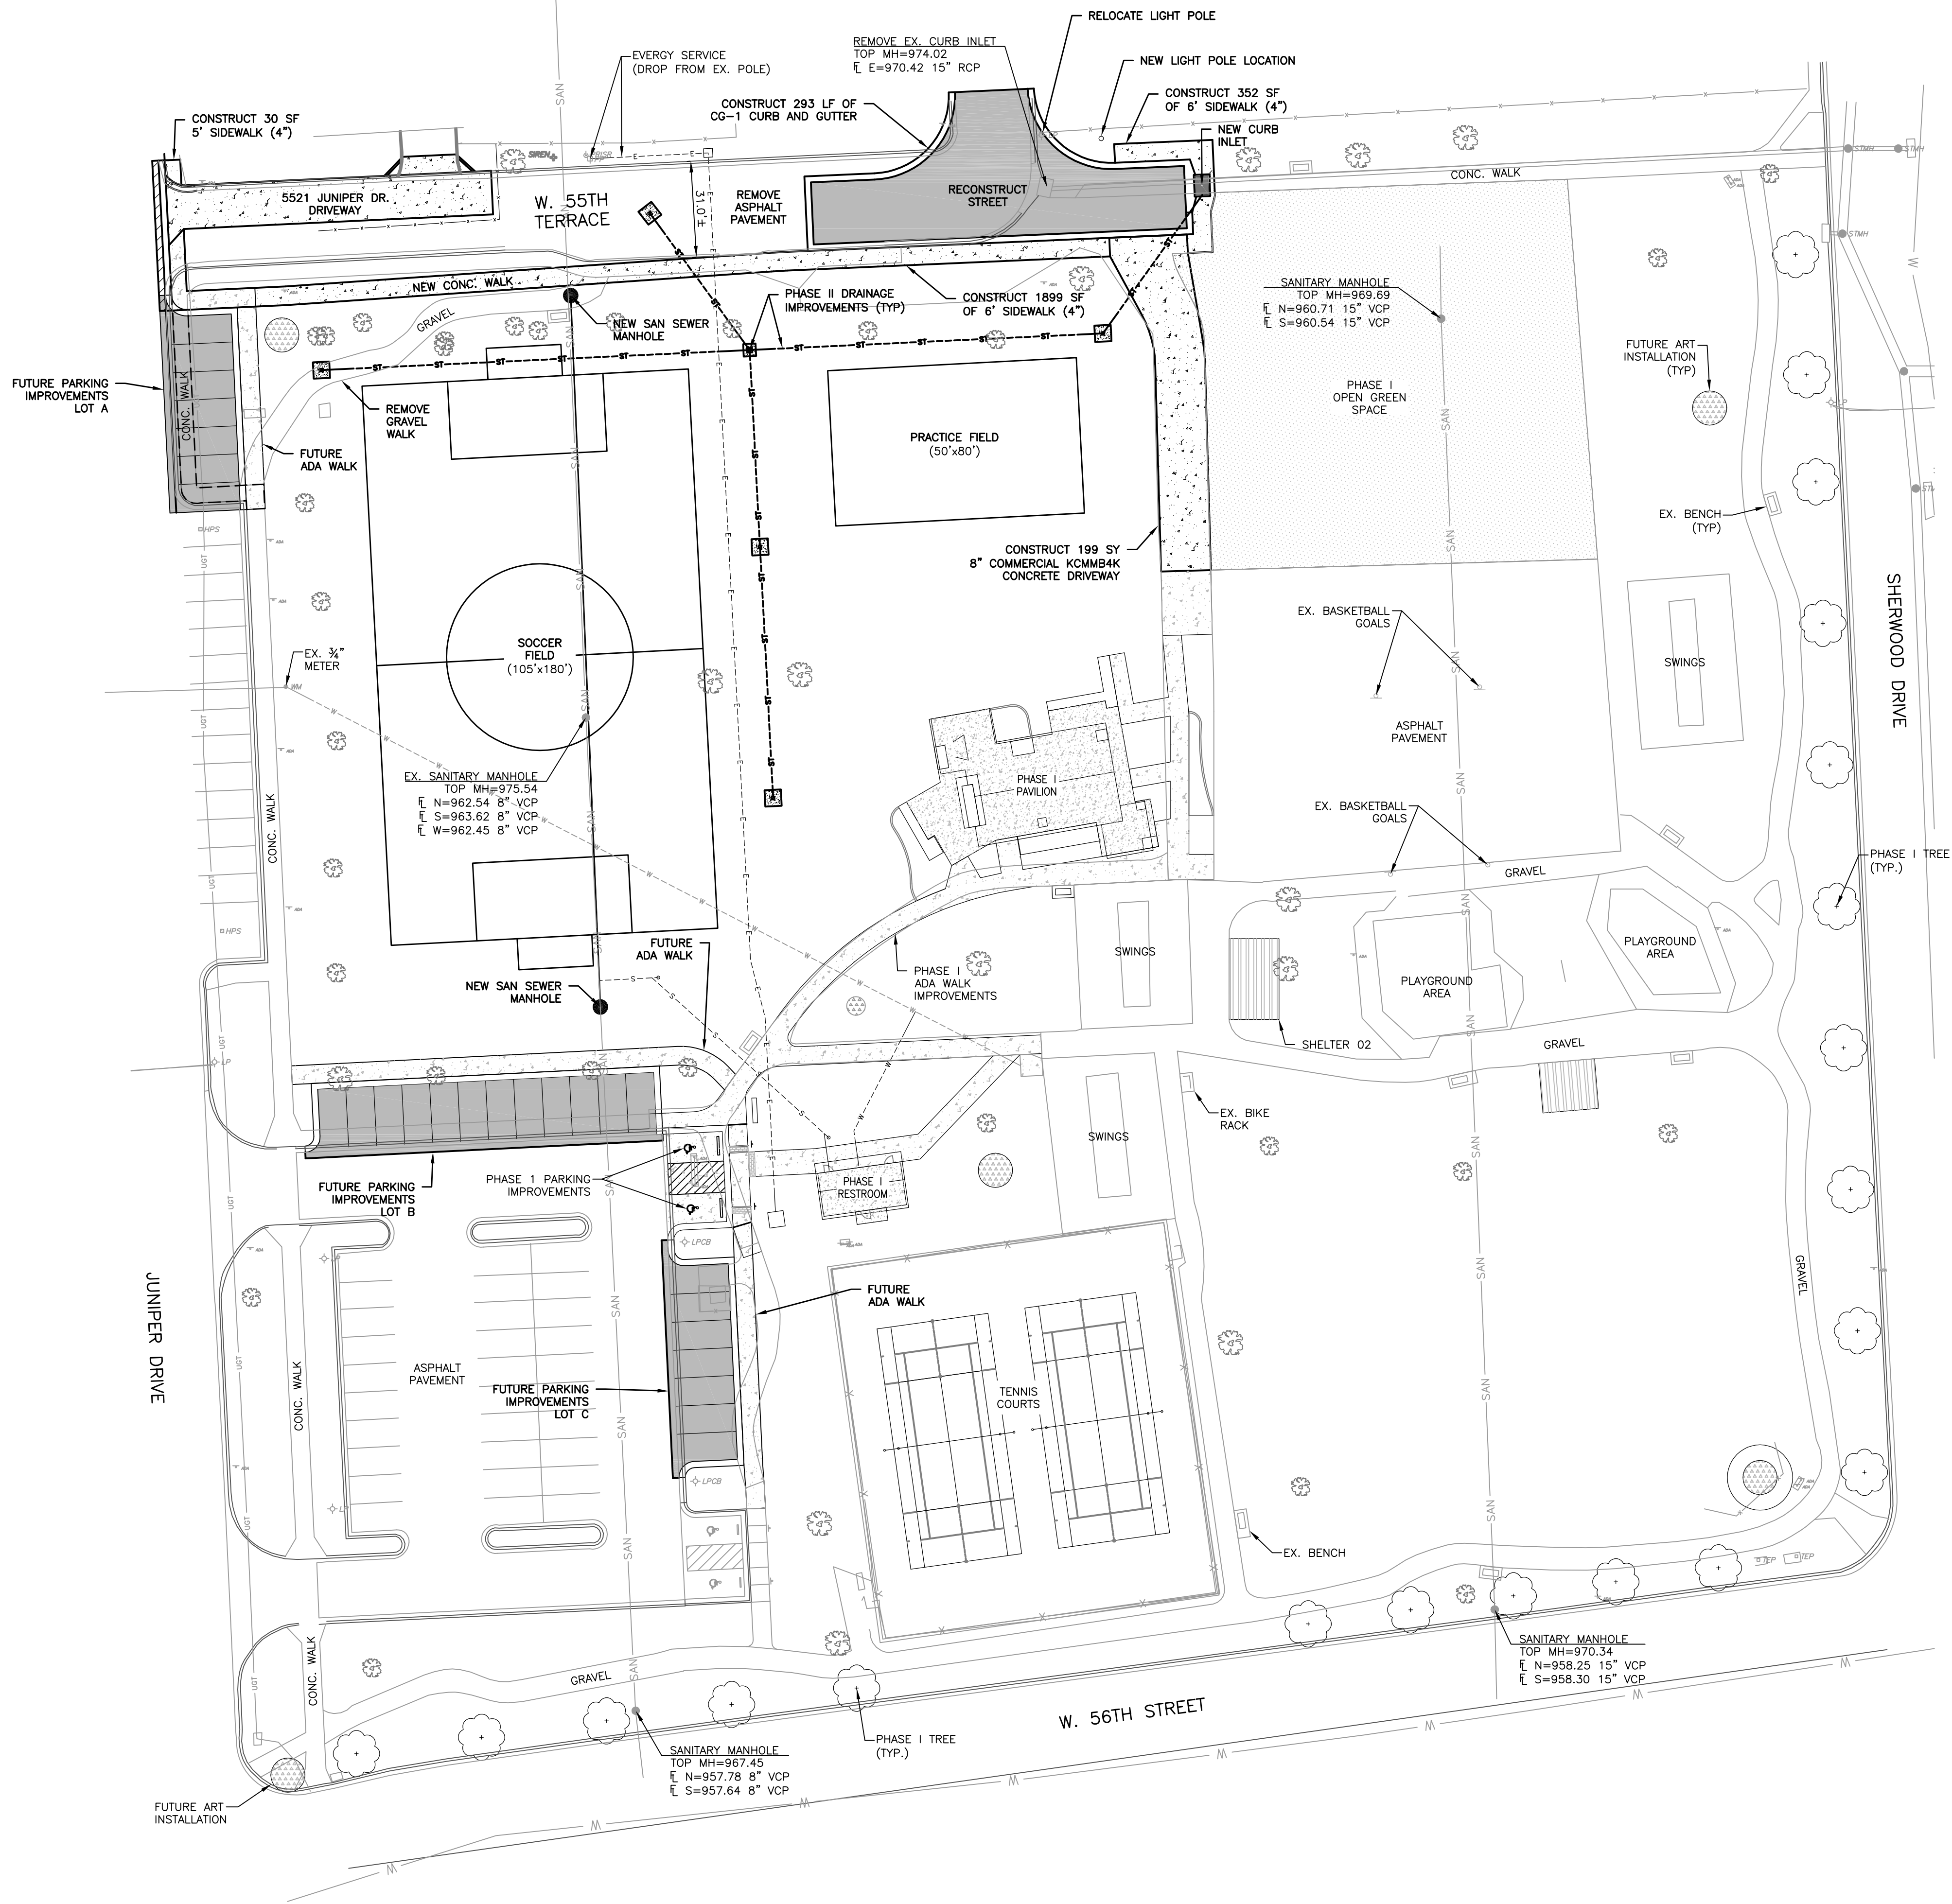 RELOCATE LIGHT POLE
EVERGY SERVICE
(DROP FROM EX. POLE)
REMOVE EX. CURB INLET
TOP MH=974.02
FL E=970.42 15" RCP
NEW LIGHT POLE LOCATION
CONSTRUCT 30 SF
5' SIDEWALK (4")
CONSTRUCT 293 LF OF
CG-1 CURB AND GUTTER
CONSTRUCT 352 SF
OF 6' SIDEWALK (4")
NEW CURB
INLET
SIREN
5521 JUNIPER DR.
DRIVEWAY
W. 55TH
TERRACE
31.0'±
REMOVE
ASPHALT
PAVEMENT
RECONSTRUCT
STREET
CONC. WALK
NEW CONC. WALK
GRAVEL
NEW SAN SEWER
MANHOLE
PHASE II DRAINAGE
IMPROVEMENTS (TYP)
CONSTRUCT 1899 SF
OF 6' SIDEWALK (4")
SANITARY MANHOLE
TOP MH=969.69
FL N=960.71 15" VCP
FL S=960.54 15" VCP
FUTURE ART
INSTALLATION
(TYP)
PHASE I
OPEN GREEN
SPACE
FUTURE PARKING
IMPROVEMENTS
LOT A
CONC. WALK
REMOVE
GRAVEL
WALK
FUTURE
ADA WALK
PRACTICE FIELD
(50'x80')
EX. BENCH
(TYP)
HPS
UGT
CONSTRUCT 199 SY
8" COMMERCIAL KCMMB4K
CONCRETE DRIVEWAY
EX. BASKETBALL
GOALS
SHERWOOD DRIVE
SWINGS
EX. ¾"
METER
WM
SOCCER
FIELD
(105'x180')
ASPHALT
PAVEMENT
EX. SANITARY MANHOLE
TOP MH=975.54
FL N=962.54 8" VCP
FL S=963.62 8" VCP
FL W=962.45 8" VCP
PHASE I
PAVILION
EX. BASKETBALL
GOALS
PHASE I TREE
(TYP.)
CONC. WALK
GRAVEL
HPS
FUTURE
ADA WALK
SWINGS
PLAYGROUND
AREA
PLAYGROUND
AREA
NEW SAN SEWER
MANHOLE
PHASE I
ADA WALK
IMPROVEMENTS
SHELTER 02
GRAVEL
LP
EX. BIKE
RACK
SWINGS
FUTURE PARKING
IMPROVEMENTS
LOT B
PHASE 1 PARKING
IMPROVEMENTS
PHASE I
RESTROOM
LPCB
FUTURE
ADA WALK
GRAVEL
JUNIPER DRIVE
CONC. WALK
ASPHALT
PAVEMENT
FUTURE PARKING
IMPROVEMENTS
LOT C
TENNIS
COURTS
LPCB
EX. BENCH
TEP
TEP
CONC. WALK
GRAVEL
SANITARY MANHOLE
TOP MH=970.34
FL N=958.25 15" VCP
FL S=958.30 15" VCP
W. 56TH STREET
PHASE I TREE
(TYP.)
SANITARY MANHOLE
TOP MH=967.45
FL N=957.78 8" VCP
FL S=957.64 8" VCP
FUTURE ART
INSTALLATION